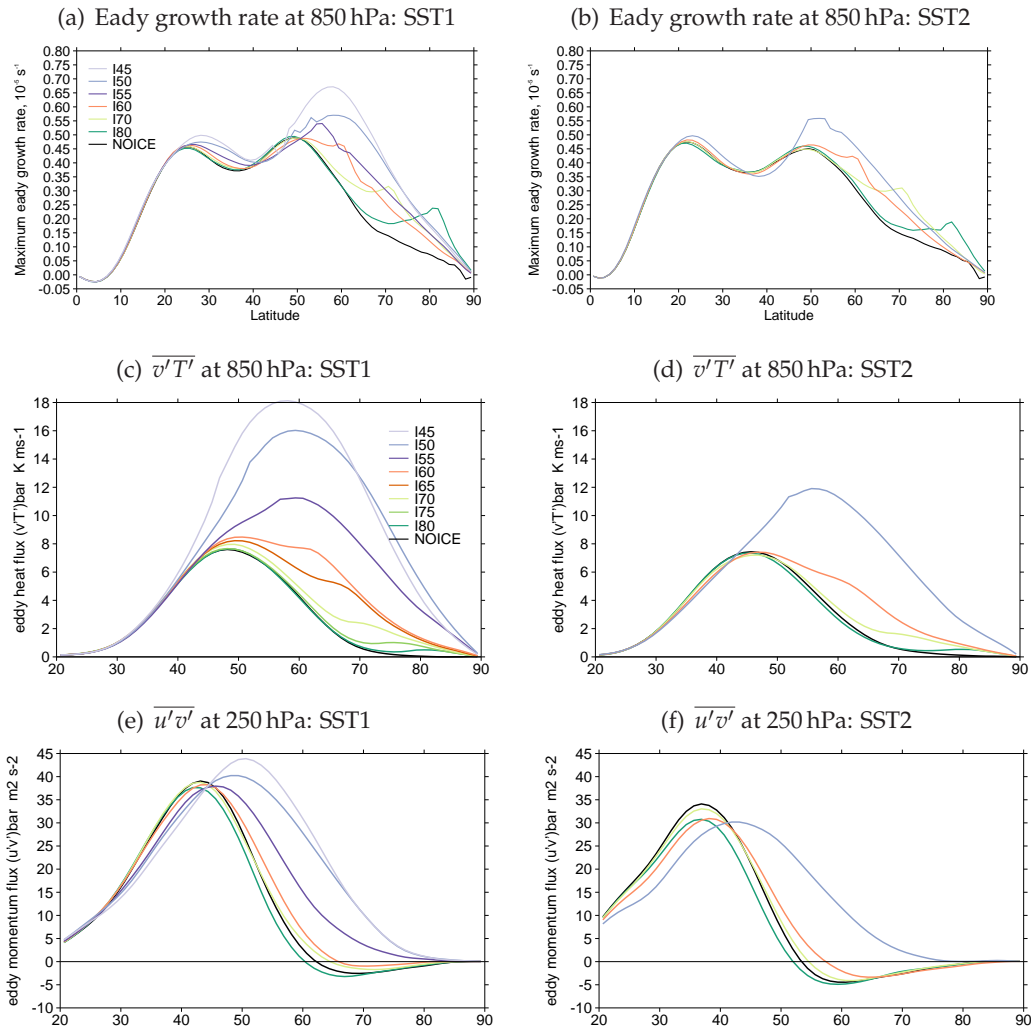 (a) Eady growth rate at 850 hPa: SST1
(b) Eady growth rate at 850 hPa: SST2
Maximum eady growth rate, 10⁻⁵ s⁻¹
0.80
0.75
0.70
0.65
0.60
0.55
0.50
0.45
0.40
0.35
0.30
0.25
0.20
0.15
0.10
0.05
0.00
-0.05
I45
I50
I55
I60
I70
I80
NOICE
0 10 20 30 40 50 60 70 80 90
Latitude
Maximum eady growth rate, 10⁻⁵ s⁻¹
0.80
0.75
0.70
0.65
0.60
0.55
0.50
0.45
0.40
0.35
0.30
0.25
0.20
0.15
0.10
0.05
0.00
-0.05
0 10 20 30 40 50 60 70 80 90
Latitude
(c) v′T′ at 850 hPa: SST1
(d) v′T′ at 850 hPa: SST2
eddy heat flux (v'T')bar K ms-1
18
16
14
12
10
8
6
4
2
0
I45
I50
I55
I60
I65
I70
I75
I80
NOICE
20 30 40 50 60 70 80 90
eddy heat flux (v'T')bar K ms-1
18
16
14
12
10
8
6
4
2
0
20 30 40 50 60 70 80 90
(e) u′v′ at 250 hPa: SST1
(f) u′v′ at 250 hPa: SST2
eddy momentum flux (u'v')bar m2 s-2
45
40
35
30
25
20
15
10
5
0
-5
-10
20 30 40 50 60 70 80 90
eddy momentum flux (u'v')bar m2 s-2
45
40
35
30
25
20
15
10
5
0
-5
-10
20 30 40 50 60 70 80 90